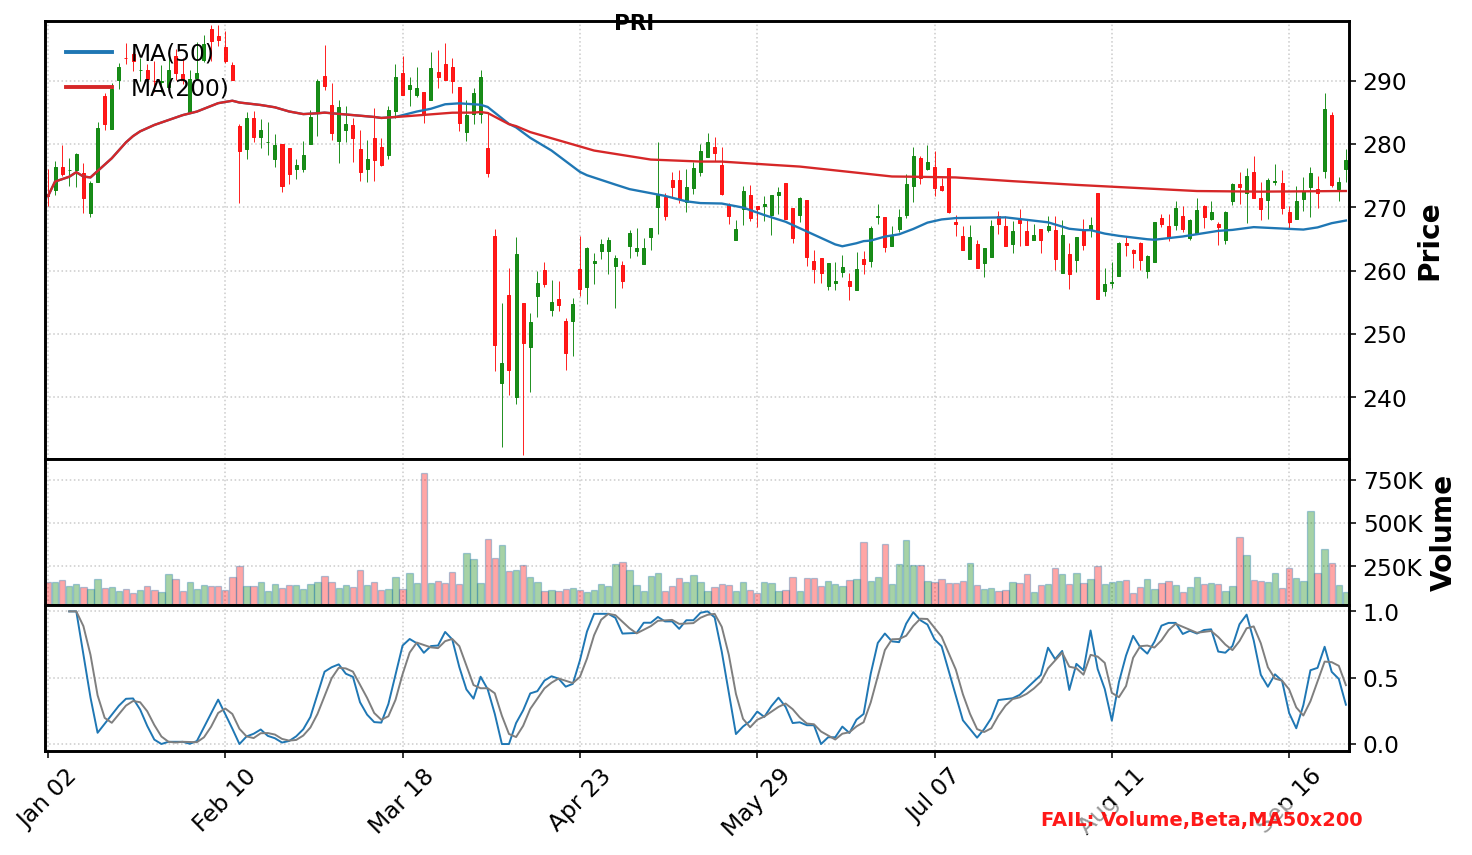 PRI
MA(50)
MA(200)
290
280
270
260
250
240
Price
750K
500K
250K
Volume
1.0
0.5
0.0
Jan 02
Feb 10
Mar 18
Apr 23
May 29
Jul 07
Aug 11
Sep 16
FAIL: Volume,Beta,MA50x200